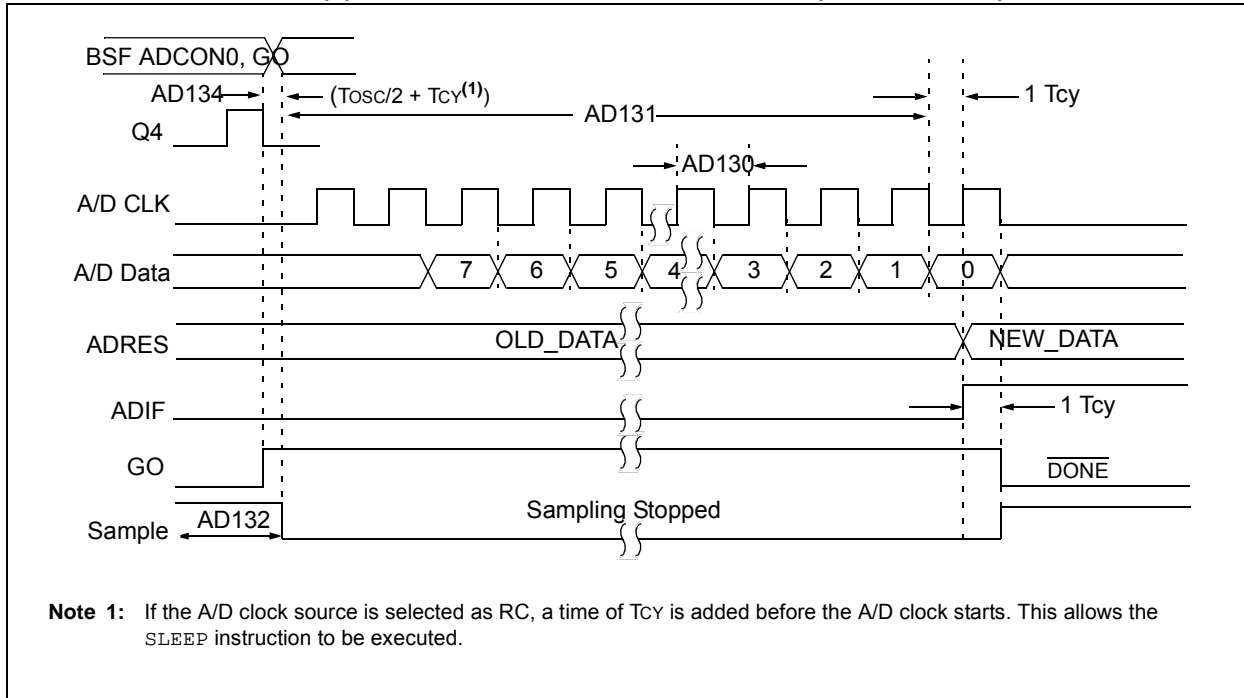 BSF ADCON0, GO
AD134
(TOSC/2 + TCY(1))
1 Tcy
AD131
Q4
AD130
A/D CLK
A/D Data
7 6 5 4 3 2 1 0
ADRES
OLD_DATA
NEW_DATA
ADIF
1 Tcy
GO
DONE
Sample
AD132
Sampling Stopped
Note 1: If the A/D clock source is selected as RC, a time of TCY is added before the A/D clock starts. This allows the
SLEEP instruction to be executed.